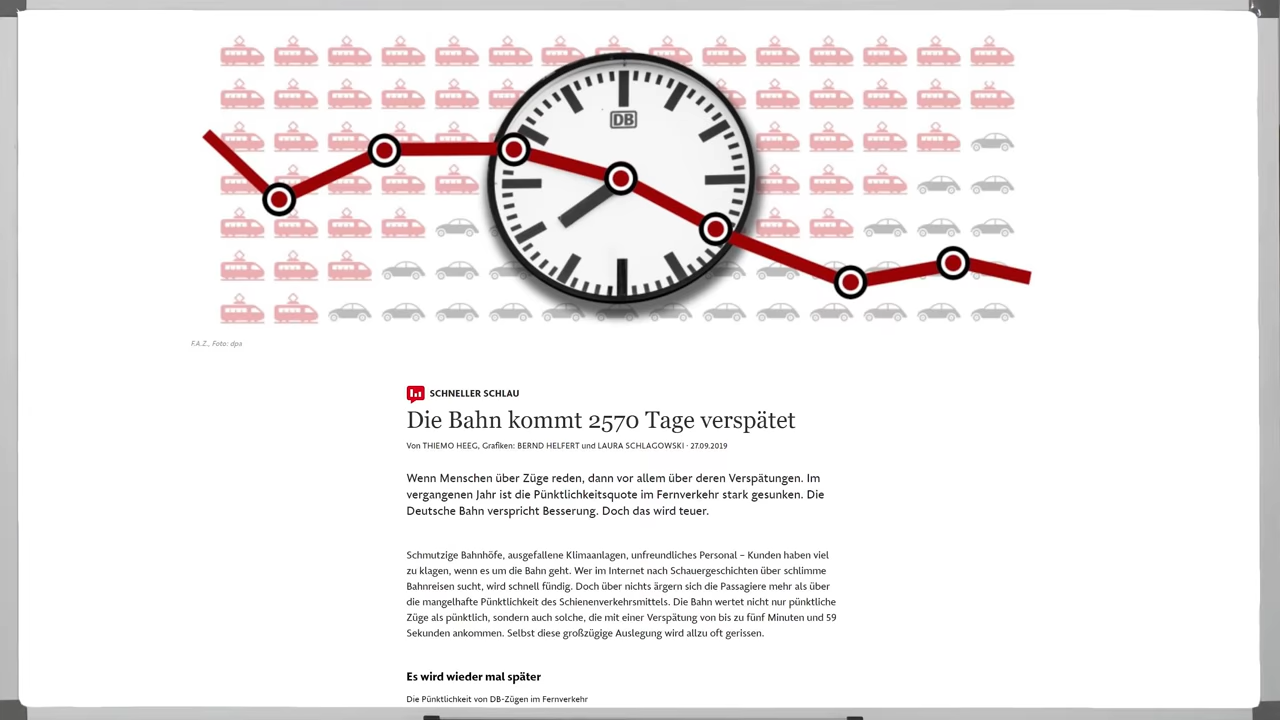 DB
F.A.Z., Foto: dpa
SCHNELLER SCHLAU
Die Bahn kommt 2570 Tage verspätet
Von THIEMO HEEG, Grafiken: BERND HELFERT und LAURA SCHLAGOWSKI · 27.09.2019
Wenn Menschen über Züge reden, dann vor allem über deren Verspätungen. Im
vergangenen Jahr ist die Pünktlichkeitsquote im Fernverkehr stark gesunken. Die
Deutsche Bahn verspricht Besserung. Doch das wird teuer.
Schmutzige Bahnhöfe, ausgefallene Klimaanlagen, unfreundliches Personal – Kunden haben viel
zu klagen, wenn es um die Bahn geht. Wer im Internet nach Schauergeschichten über schlimme
Bahnreisen sucht, wird schnell fündig. Doch über nichts ärgern sich die Passagiere mehr als über
die mangelhafte Pünktlichkeit des Schienenverkehrsmittels. Die Bahn wertet nicht nur pünktliche
Züge als pünktlich, sondern auch solche, die mit einer Verspätung von bis zu fünf Minuten und 59
Sekunden ankommen. Selbst diese großzügige Auslegung wird allzu oft gerissen.
Es wird wieder mal später
Die Pünktlichkeit von DB-Zügen im Fernverkehr